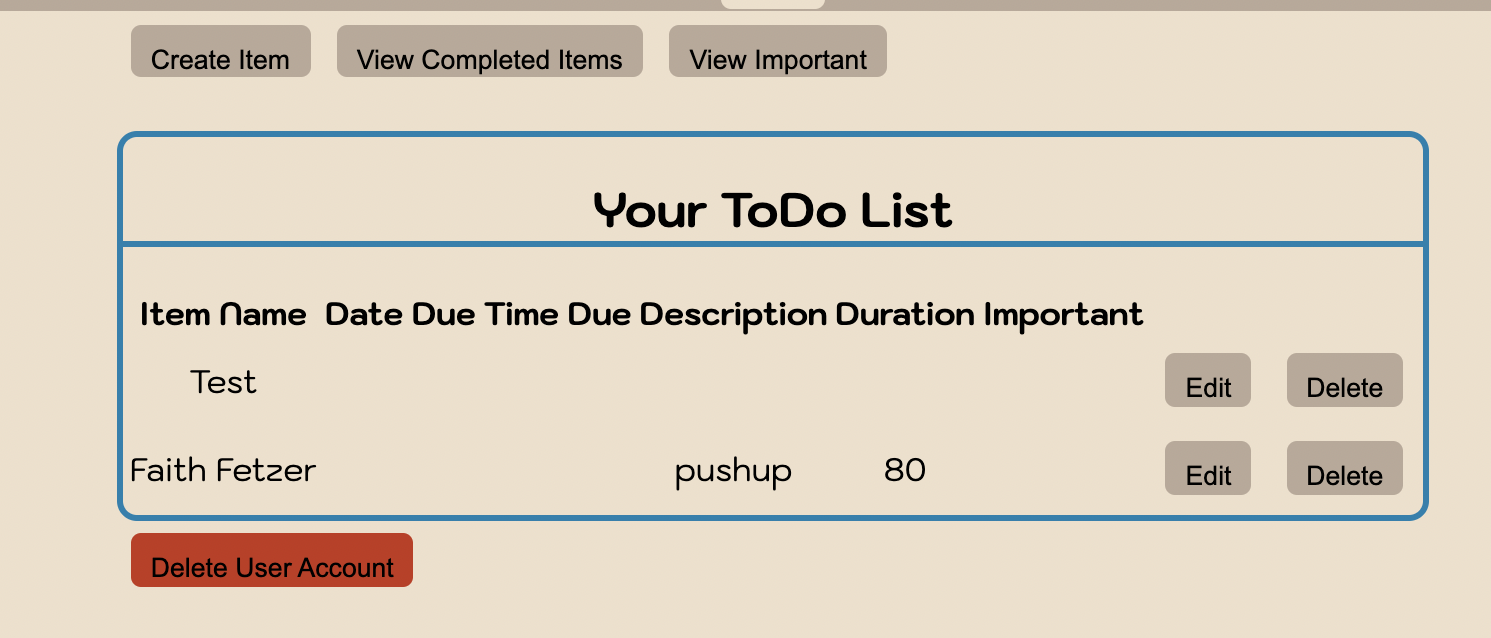 Create Item View Completed Items View Important
Your ToDo List
Item Name Date Due Time Due Description Duration Important
Test Edit Delete
Faith Fetzer pushup 80 Edit Delete
Delete User Account